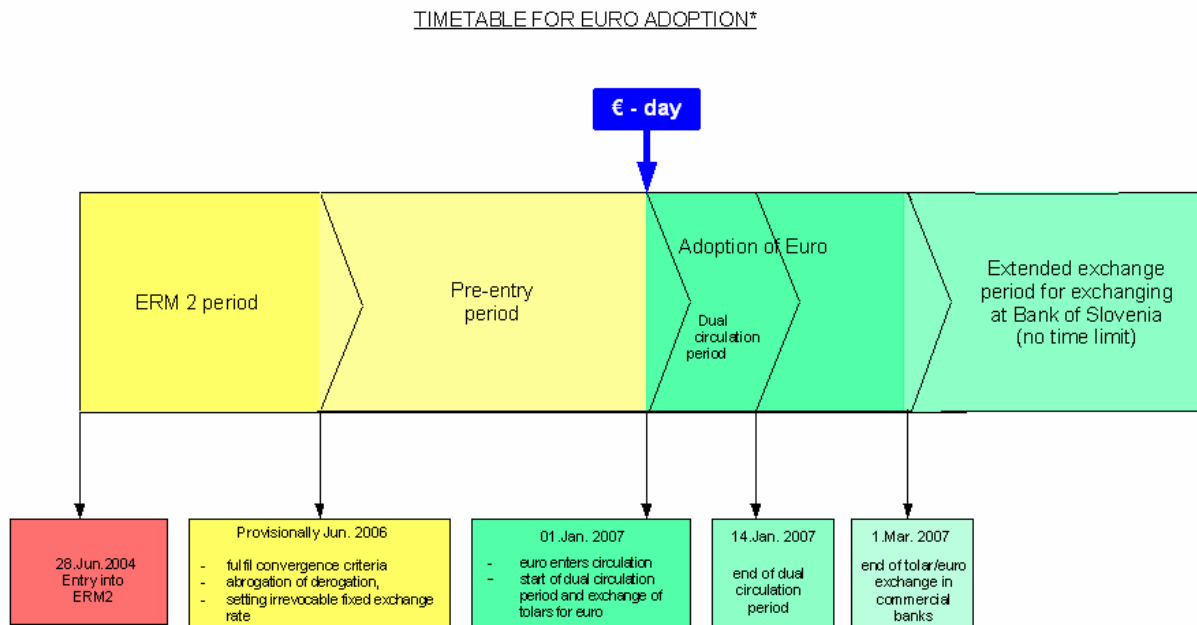 TIMETABLE FOR EURO ADOPTION*
€ - day
ERM 2 period
Pre-entry
period
Adoption of Euro
Dual
circulation
period
Extended exchange
period for exchanging
at Bank of Slovenia
(no time limit)
28.Jun.2004
Entry into
ERM2
Provisionally Jun. 2006
- fulfil convergence criteria
- abrogation of derogation,
- setting irrevocable fixed exchange
rate
01.Jan. 2007
- euro enters circulation
- start of dual circulation
period and exchange of
tolars for euro
14.Jan. 2007
end of dual
circulation
period
1.Mar. 2007
end of tolar/euro
exchange in
commercial
banks